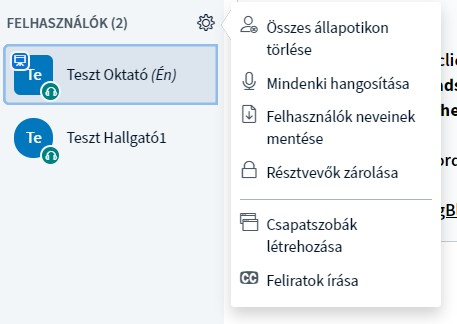 FELHASZNÁLÓK (2)
Te Teszt Oktató (Én)
Te Teszt Hallgató1
Összes állapotikon
törlése
Mindenki hangosítása
Felhasználók neveinek
mentése
Résztvevők zárolása
Csapatszobák
létrehozása
CC Feliratok írása